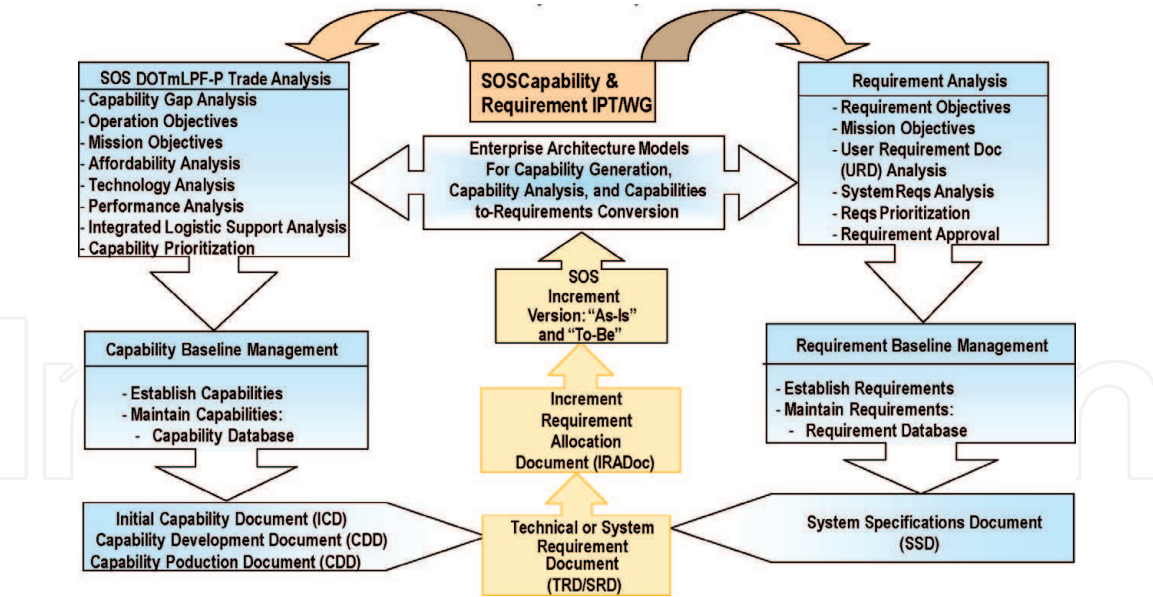 SOSCapability &
Requirement IPT/WG
SOS DOTmLPF-P Trade Analysis
- Capability Gap Analysis
- Operation Objectives
- Mission Objectives
- Affordability Analysis
- Technology Analysis
- Performance Analysis
- Integrated Logistic Support Analysis
- Capability Prioritization
Enterprise Architecture Models
For Capability Generation,
Capability Analysis, and Capabilities
to-Requirements Conversion
Requirement Analysis
- Requirement Objectives
- Mission Objectives
- User Requirement Doc
(URD) Analysis
- System Reqs Analysis
- Reqs Prioritization
- Requirement Approval
SOS
Increment
Version: “As-Is”
and “To-Be”
Capability Baseline Management
- Establish Capabilities
- Maintain Capabilities:
- Capability Database
Increment
Requirement
Allocation
Document (IRADoc)
Requirement Baseline Management
- Establish Requirements
- Maintain Requirements:
- Requirement Database
Initial Capability Document (ICD)
Capability Development Document (CDD)
Capability Poduction Document (CDD)
Technical or System
Requirement
Document
(TRD/SRD)
System Specifications Document
(SSD)